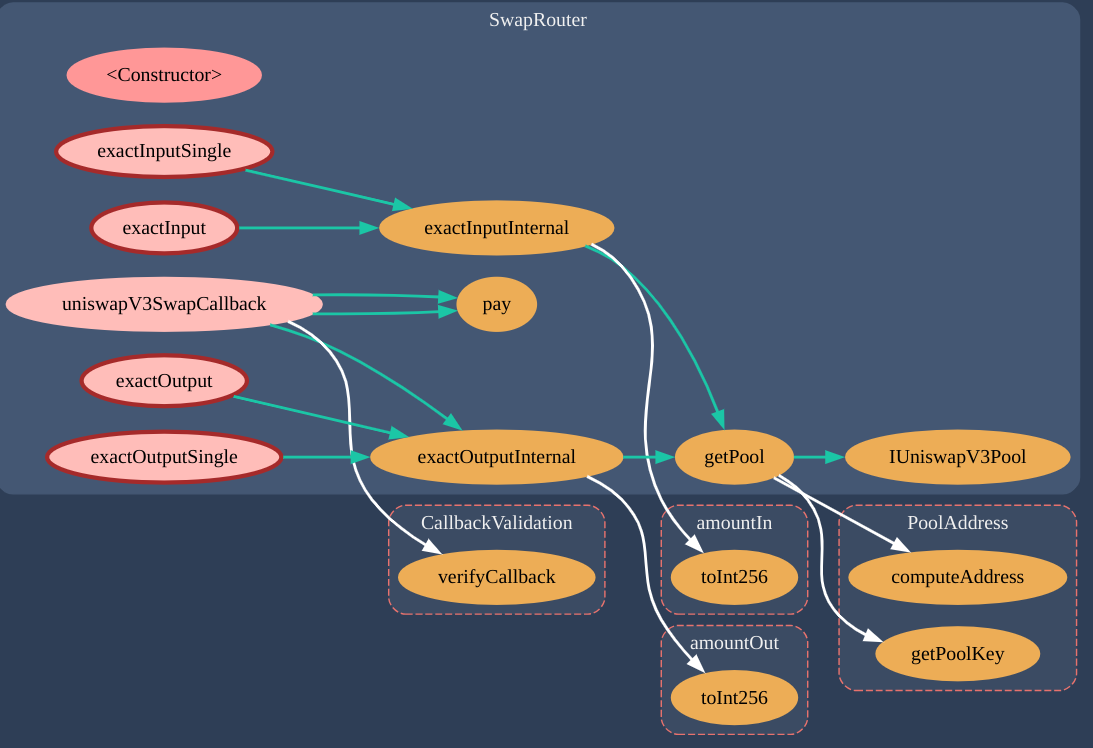 SwapRouter
<Constructor>
exactInputSingle
exactInput
exactInputInternal
uniswapV3SwapCallback
pay
exactOutput
exactOutputSingle
exactOutputInternal
getPool
IUniswapV3Pool
CallbackValidation
verifyCallback
amountIn
toInt256
PoolAddress
computeAddress
getPoolKey
amountOut
toInt256